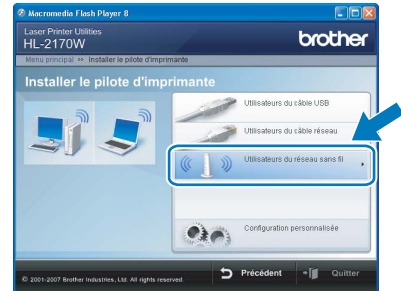 Macromedia Flash Player 8
Laser Printer Utilities
HL-2170W
brother
Menu principal >> Installer le pilote d'imprimante
Installer le pilote d'imprimante
Utilisateurs du câble USB
Utilisateurs du câble réseau
Utilisateurs du réseau sans fil
Configuration personnalisée
© 2001-2007 Brother Industries, Ltd. All rights reserved.
Précédent
Quitter